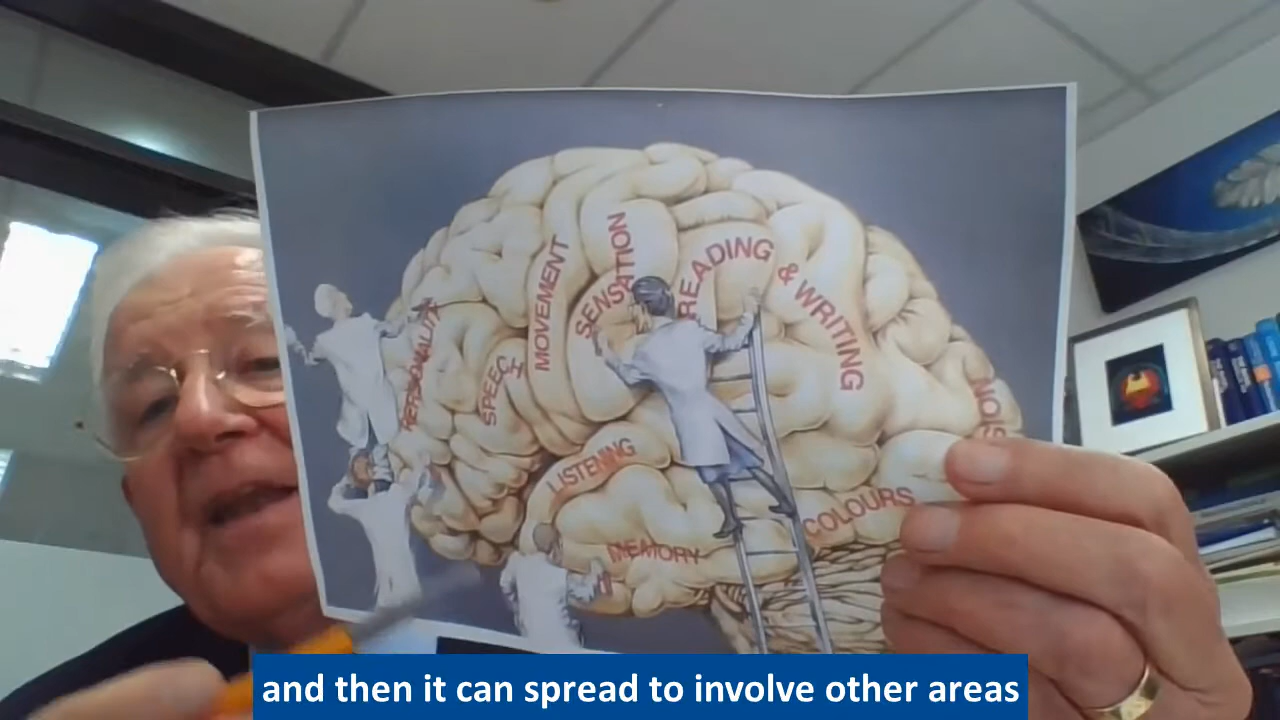 PERSONALITY
SPEECH
MOVEMENT
SENSATION
READING & WRITING
LISTENING
MEMORY
COLOURS
and then it can spread to involve other areas